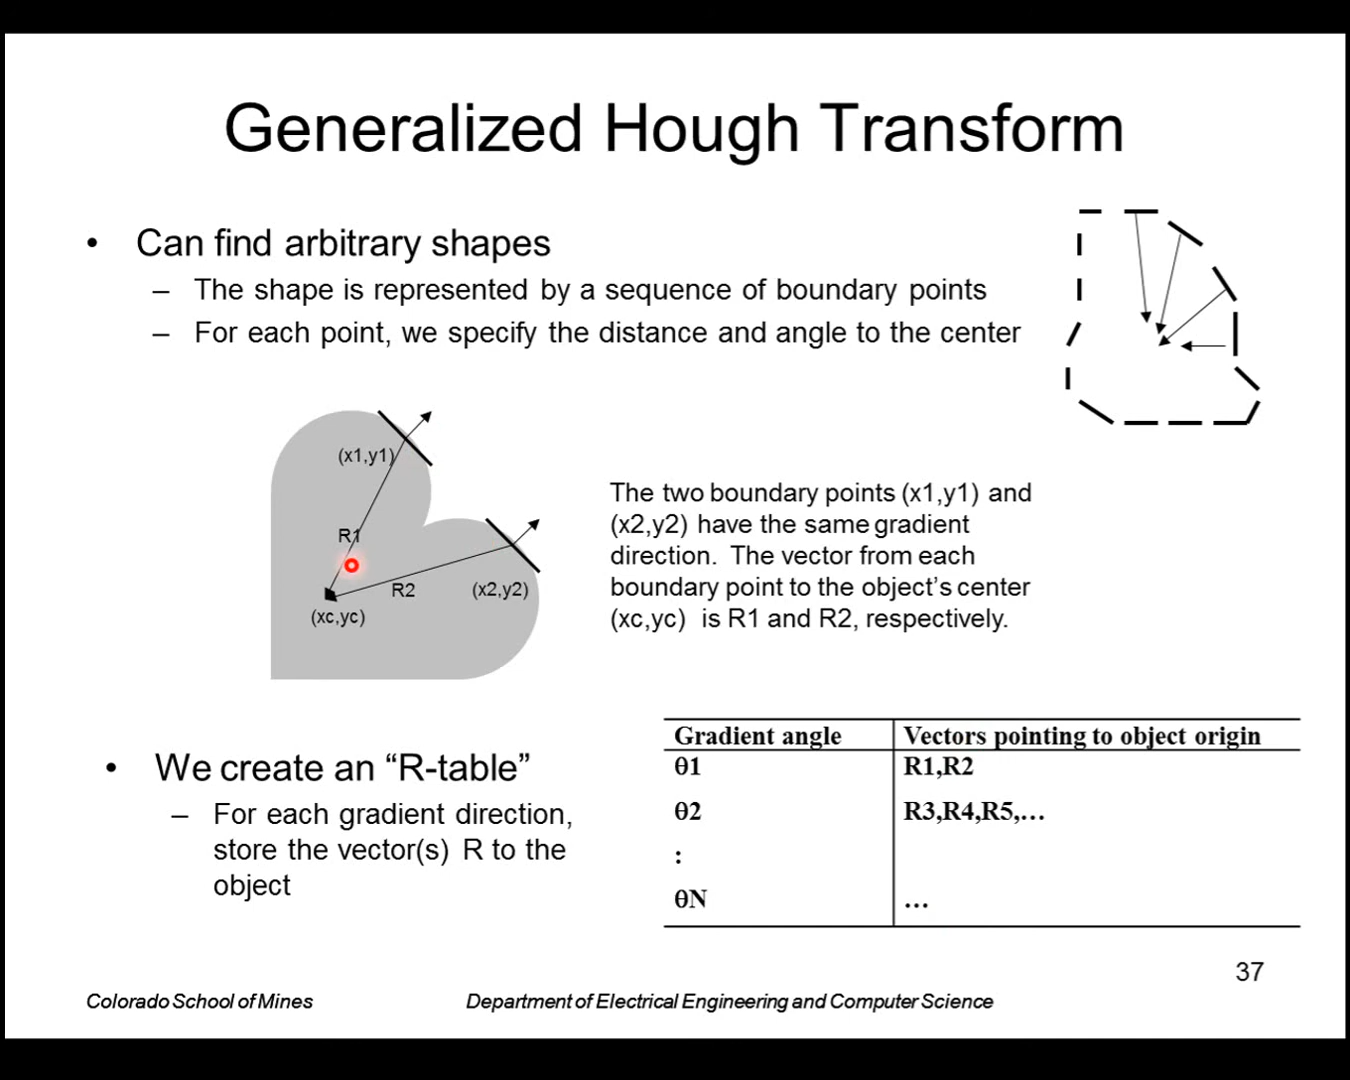 Generalized Hough Transform
• Can find arbitrary shapes
– The shape is represented by a sequence of boundary points
– For each point, we specify the distance and angle to the center
(x1,y1)
R1
R2
(x2,y2)
(xc,yc)
The two boundary points (x1,y1) and
(x2,y2) have the same gradient
direction. The vector from each
boundary point to the object's center
(xc,yc) is R1 and R2, respectively.
• We create an “R-table”
– For each gradient direction,
store the vector(s) R to the
object
Gradient angle Vectors pointing to object origin
θ1 R1,R2
θ2 R3,R4,R5,…
:
θN …
37
Colorado School of Mines Department of Electrical Engineering and Computer Science